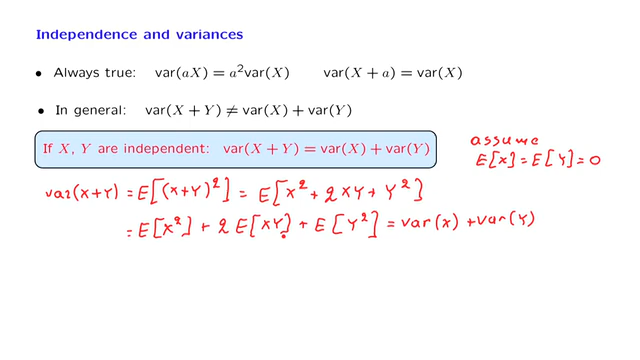 Independence and variances
• Always true: var(aX) = a²var(X) var(X + a) = var(X)
• In general: var(X + Y) ≠ var(X) + var(Y)
If X, Y are independent: var(X + Y) = var(X) + var(Y)
assume
E[X] = E[Y] = 0
var(X+Y) = E[(X+Y)²] = E[X² + 2XY + Y²]
= E[X²] + 2 E[XY] + E[Y²] = var(X) + var(Y)